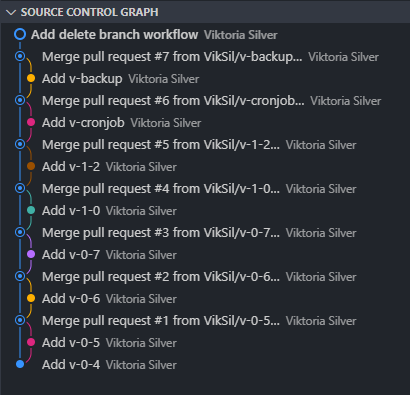 SOURCE CONTROL GRAPH
Add delete branch workflow Viktoria Silver
Merge pull request #7 from VikSil/v-backup... Viktoria Silver
Add v-backup Viktoria Silver
Merge pull request #6 from VikSil/v-cronjob... Viktoria Silver
Add v-cronjob Viktoria Silver
Merge pull request #5 from VikSil/v-1-2... Viktoria Silver
Add v-1-2 Viktoria Silver
Merge pull request #4 from VikSil/v-1-0... Viktoria Silver
Add v-1-0 Viktoria Silver
Merge pull request #3 from VikSil/v-0-7... Viktoria Silver
Add v-0-7 Viktoria Silver
Merge pull request #2 from VikSil/v-0-6... Viktoria Silver
Add v-0-6 Viktoria Silver
Merge pull request #1 from VikSil/v-0-5... Viktoria Silver
Add v-0-5 Viktoria Silver
Add v-0-4 Viktoria Silver